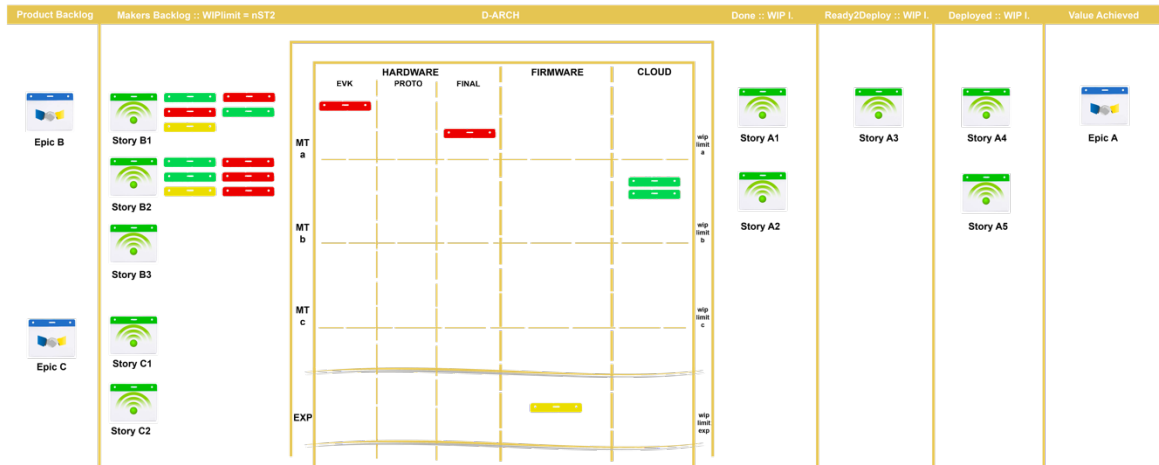 Product Backlog
Makers Backlog :: WIPlimit = nST2
D-ARCH
Done :: WIP l.
Ready2Deploy :: WIP l.
Deployed :: WIP l.
Value Achieved
HARDWARE
FIRMWARE
CLOUD
EVK
PROTO
FINAL
Epic B
Story B1
MT
a
wip
limit
a
Story A1
Story A3
Story A4
Epic A
Story B2
MT
b
wip
limit
b
Story A2
Story A5
Story B3
MT
c
wip
limit
c
Epic C
Story C1
EXP
wip
limit
exp
Story C2